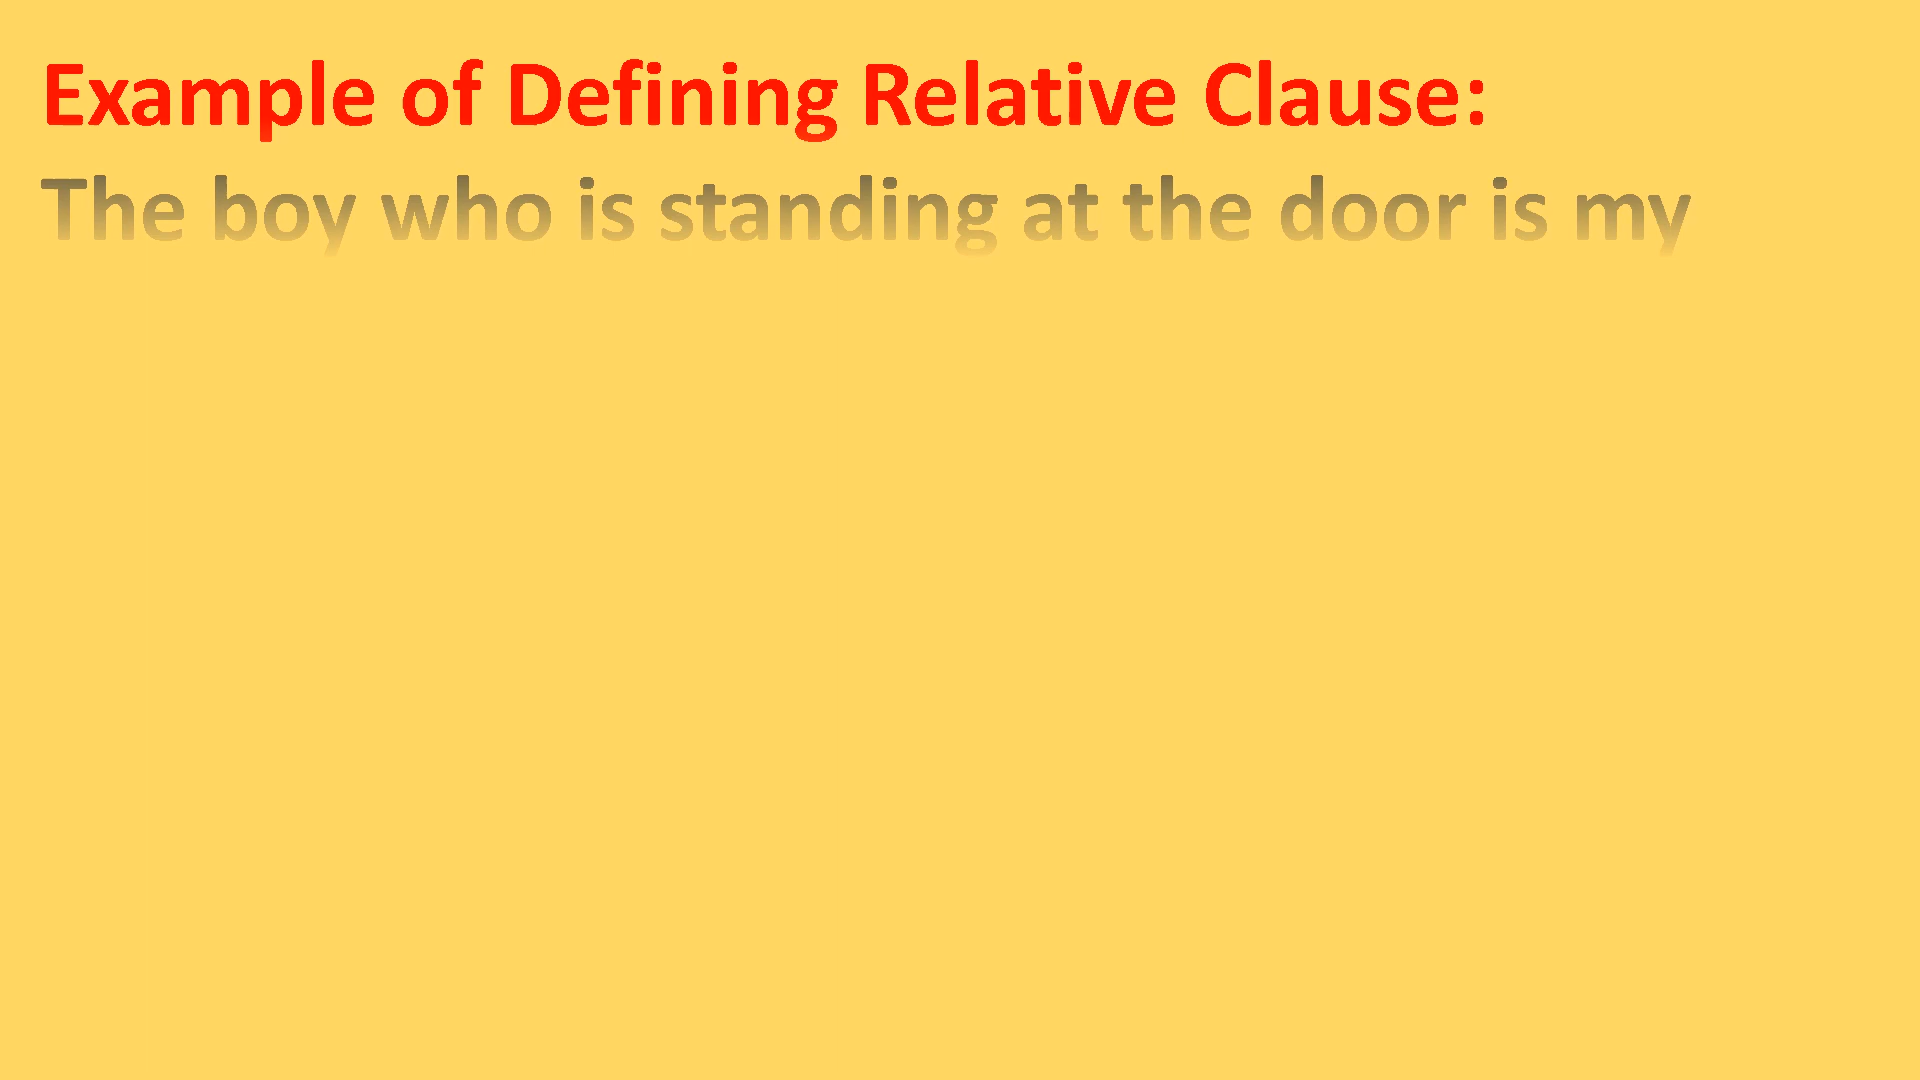 Example of Defining Relative Clause:
The boy who is standing at the door is my